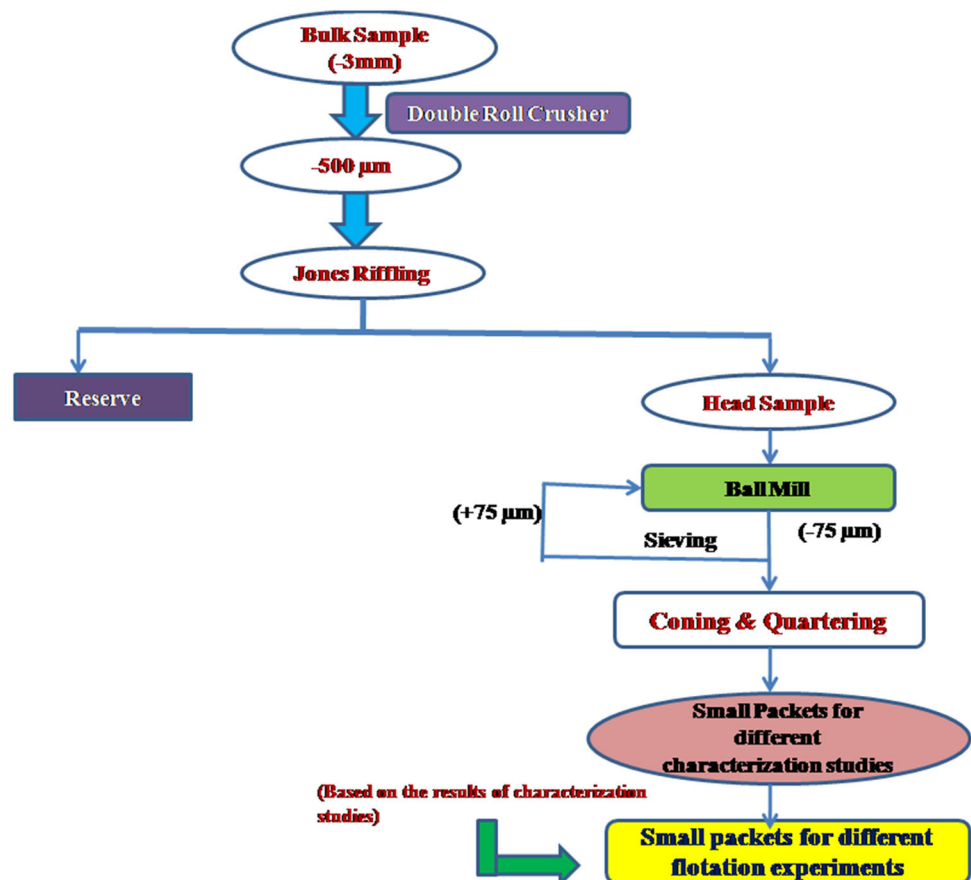 Bulk Sample
(-3mm)
Double Roll Crusher
-500 µm
Jones Riffling
Reserve
Head Sample
Ball Mill
(+75 µm)
(-75 µm)
Sieving
Coning & Quartering
Small Packets for
different
characterization studies
(Based on the results of characterization
studies)
Small packets for different
flotation experiments